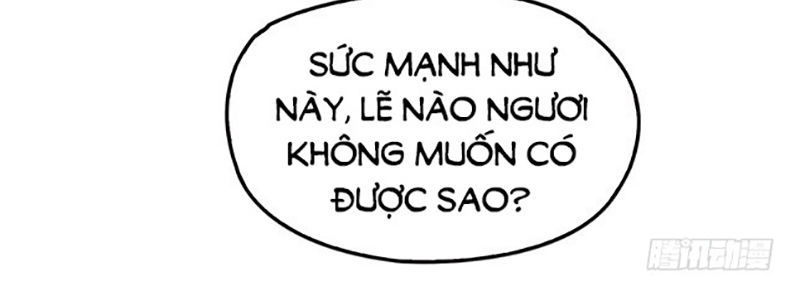 SỨC MẠNH NHƯ
NÀY, LẼ NÀO NGƯƠI
KHÔNG MUỐN CÓ
ĐƯỢC SAO?
腾讯动漫